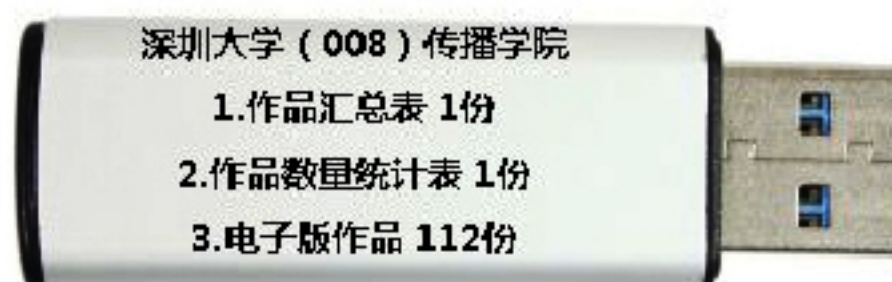 深圳大学（008）传播学院
1.作品汇总表 1份
2.作品数量统计表 1份
3.电子版作品 112份